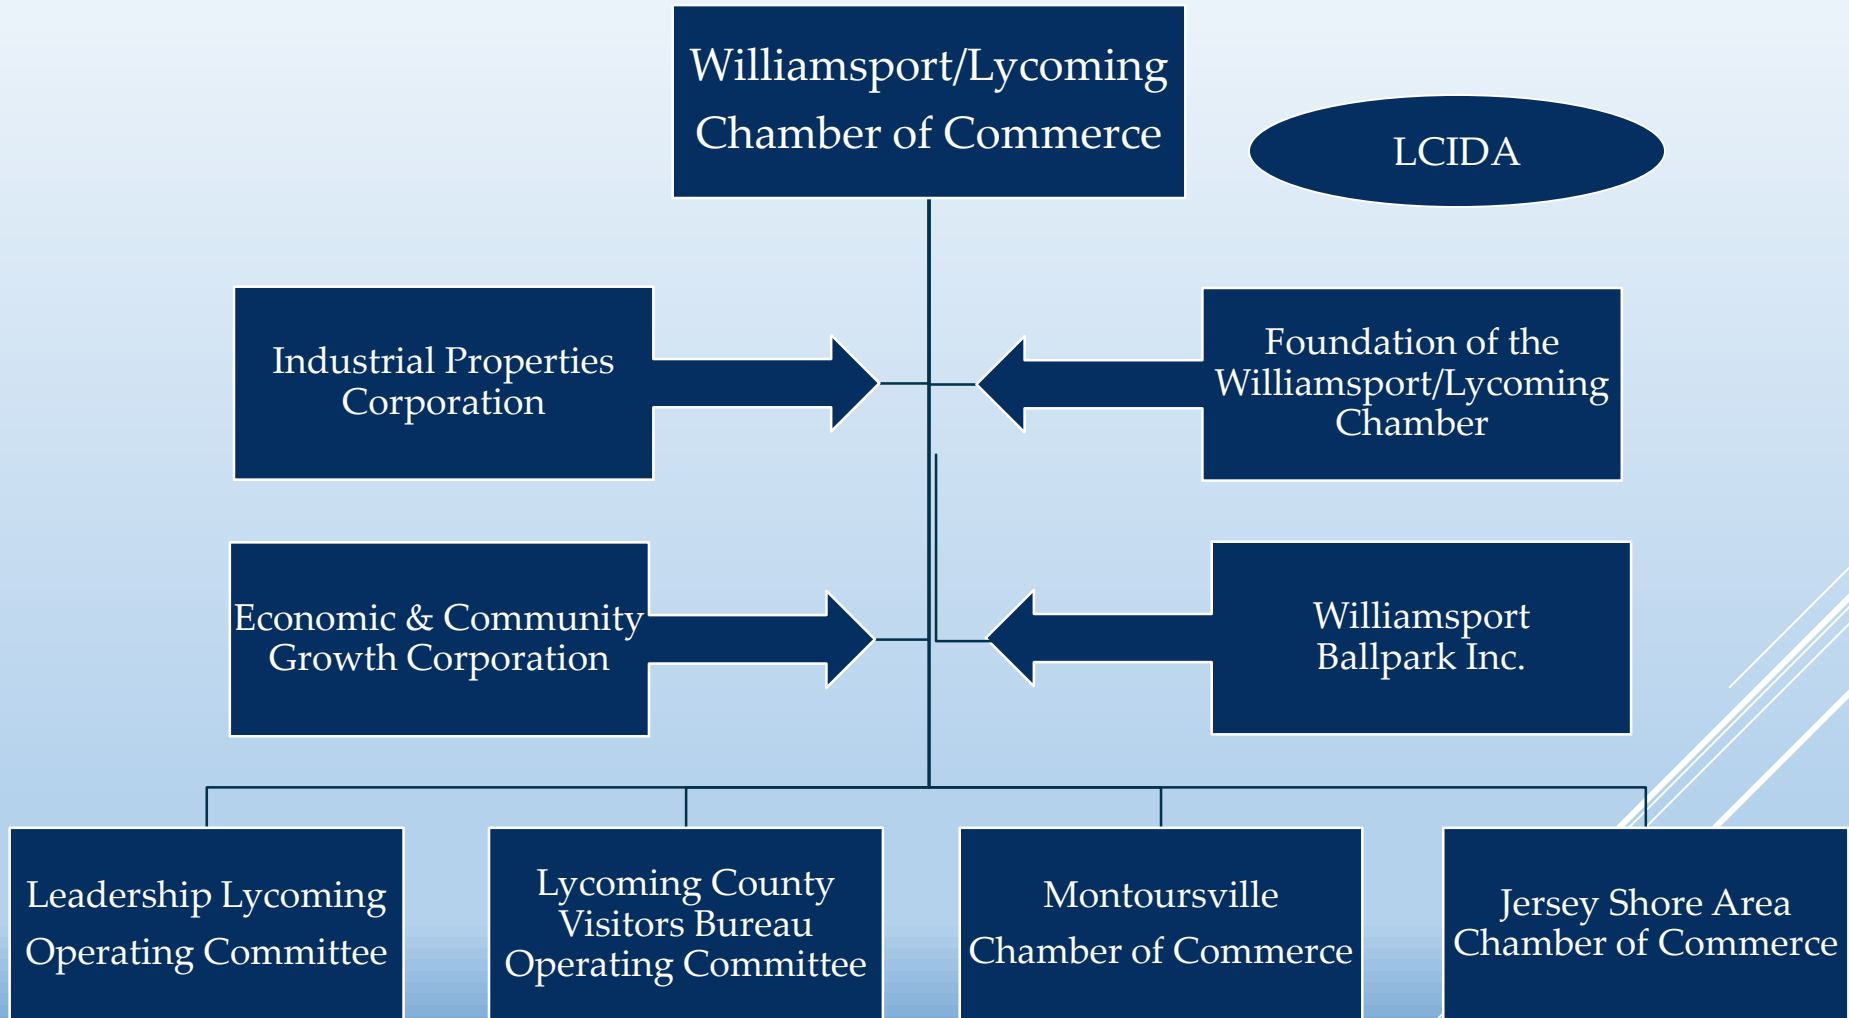 Williamsport/Lycoming
Chamber of Commerce
LCIDA
Industrial Properties
Corporation
Foundation of the
Williamsport/Lycoming
Chamber
Economic & Community
Growth Corporation
Williamsport
Ballpark Inc.
Leadership Lycoming
Operating Committee
Lycoming County
Visitors Bureau
Operating Committee
Montoursville
Chamber of Commerce
Jersey Shore Area
Chamber of Commerce